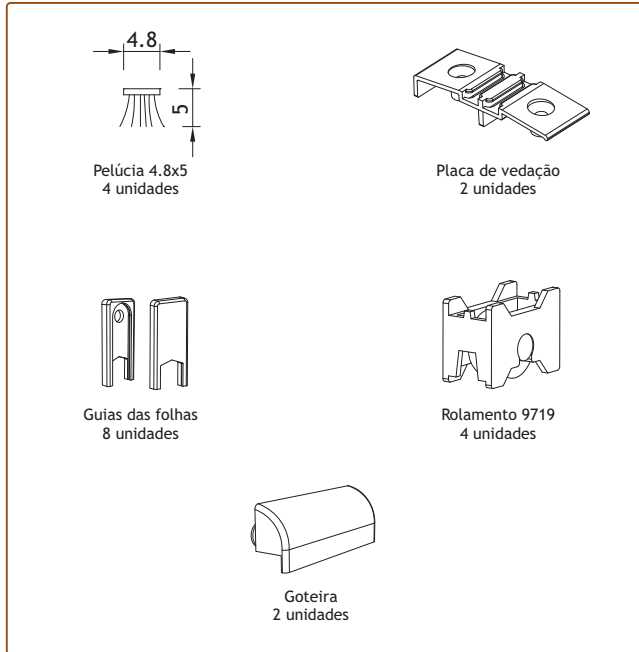 4.8
5
Pelúcia 4.8x5
4 unidades
Placa de vedação
2 unidades
Guias das folhas
8 unidades
Rolamento 9719
4 unidades
Goteira
2 unidades